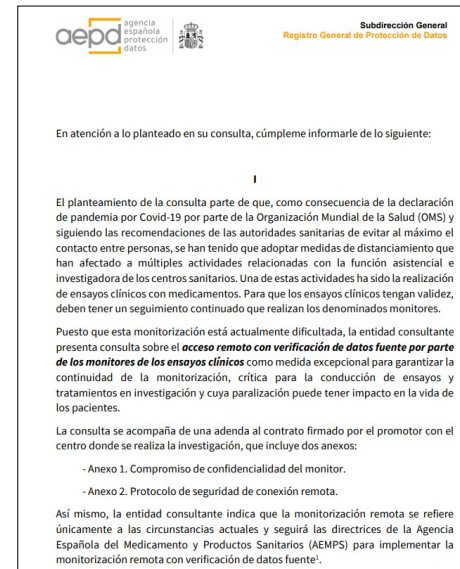 aepd
agencia
española
protección
datos
Subdirección General
Registro General de Protección de Datos
En atención a lo planteado en su consulta, cúmpleme informarle de lo siguiente:
I
El planteamiento de la consulta parte de que, como consecuencia de la declaración
de pandemia por Covid-19 por parte de la Organización Mundial de la Salud (OMS) y
siguiendo las recomendaciones de las autoridades sanitarias de evitar al máximo el
contacto entre personas, se han tenido que adoptar medidas de distanciamiento que
han afectado a múltiples actividades relacionadas con la función asistencial e
investigadora de los centros sanitarios. Una de estas actividades ha sido la realización
de ensayos clínicos con medicamentos. Para que los ensayos clínicos tengan validez,
deben tener un seguimiento continuado que realizan los denominados monitores.
Puesto que esta monitorización está actualmente dificultada, la entidad consultante
presenta consulta sobre el acceso remoto con verificación de datos fuente por parte
de los monitores de los ensayos clínicos como medida excepcional para garantizar la
continuidad de la monitorización, crítica para la conducción de ensayos y
tratamientos en investigación y cuya paralización puede tener impacto en la vida de
los pacientes.
La consulta se acompaña de una adenda al contrato firmado por el promotor con el
centro donde se realiza la investigación, que incluye dos anexos:
- Anexo 1. Compromiso de confidencialidad del monitor.
- Anexo 2. Protocolo de seguridad de conexión remota.
Así mismo, la entidad consultante indica que la monitorización remota se refiere
únicamente a las circunstancias actuales y seguirá las directrices de la Agencia
Española del Medicamento y Productos Sanitarios (AEMPS) para implementar la
monitorización remota con verificación de datos fuente¹.